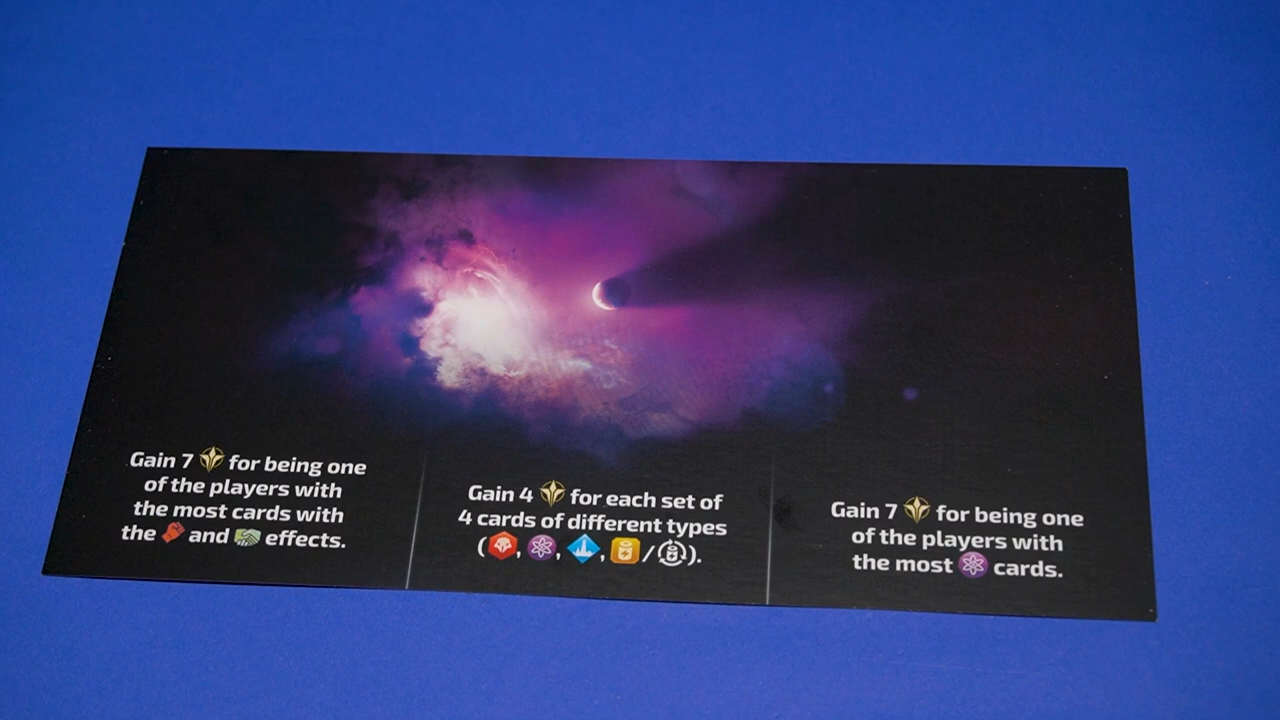 Gain 7 for being one
of the players with
the most cards with
the and effects.
Gain 4 for each set of
4 cards of different types
( , , , / ).
Gain 7 for being one
of the players with
the most cards.